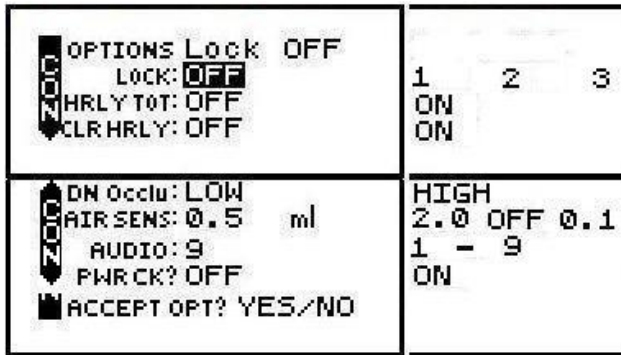 OPTIONS Lock OFF
LOCK: OFF 1 2 3
HRLY TOT: OFF ON
CLR HRLY: OFF ON
CON
DN Occlu: LOW HIGH
AIR SENS: 0.5 ml 2.0 OFF 0.1
AUDIO: 9 1 - 9
PWR CK? OFF ON
CON
ACCEPT OPT? YES/NO